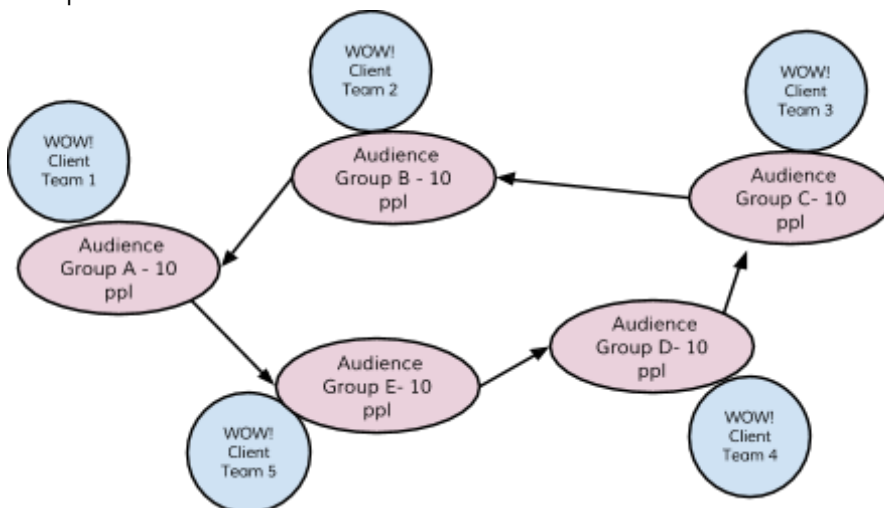 WOW!
Client
Team 2
WOW!
Client
Team 3
WOW!
Client
Team 1
Audience
Group B - 10
ppl
Audience
Group C- 10
ppl
Audience
Group A - 10
ppl
Audience
Group D- 10
ppl
Audience
Group E- 10
ppl
WOW!
Client
Team 5
WOW!
Client
Team 4